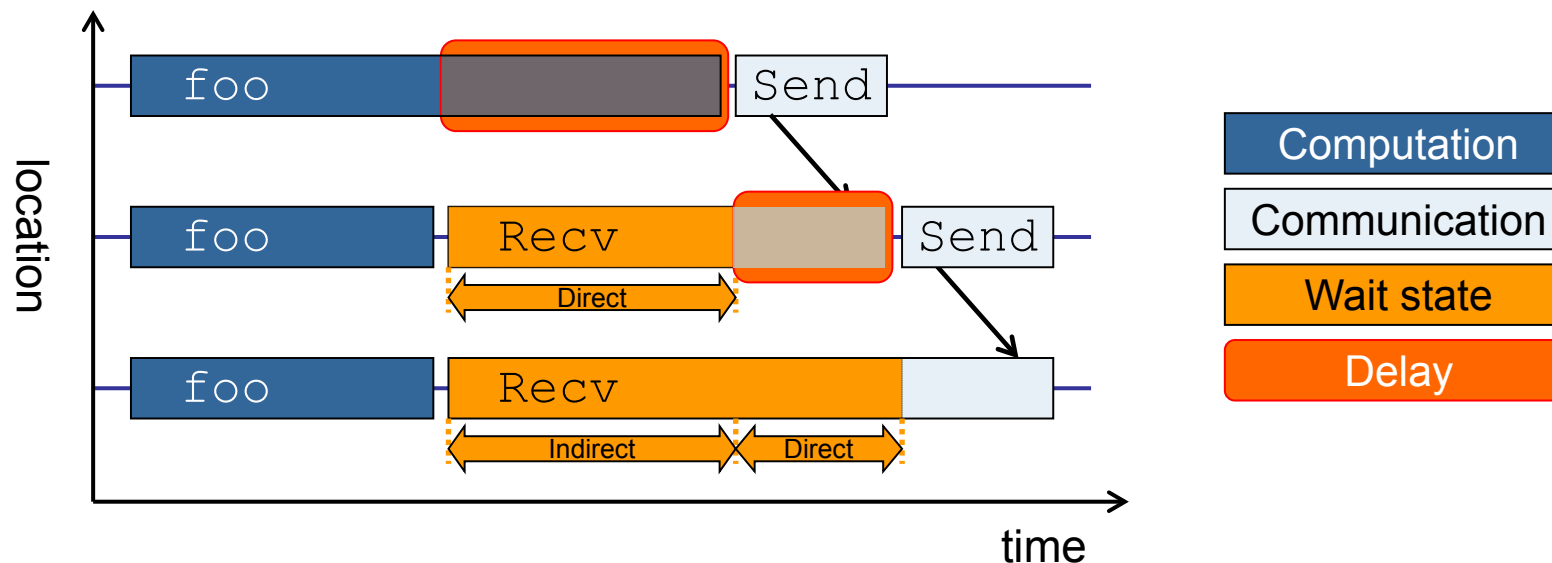 foo
Send
foo
Recv
Send
Direct
foo
Recv
Indirect
Direct
location
time
Computation
Communication
Wait state
Delay